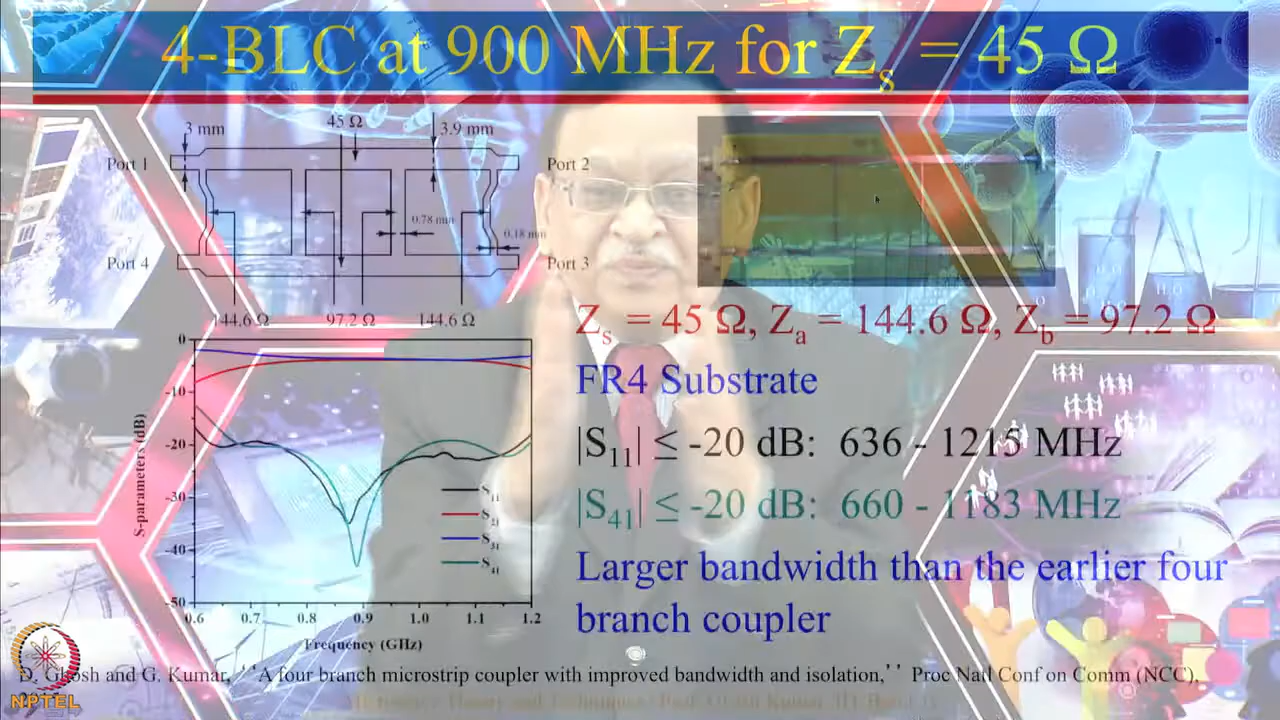 4-BLC at 900 MHz for Zs = 45 Ω
3 mm
45 Ω
3.9 mm
Port 1
Port 2
0.78 mm
0.18 mm
Port 4
Port 3
144.6 Ω
97.2 Ω
144.6 Ω
Zs = 45 Ω, Za = 144.6 Ω, Zb = 97.2 Ω
FR4 Substrate
|S11| ≤ -20 dB: 636 - 1215 MHz
|S41| ≤ -20 dB: 660 - 1183 MHz
Larger bandwidth than the earlier four
branch coupler
0
-10
-20
-30
-40
-50
S-parameters (dB)
S11
S21
S31
S41
0.6 0.7 0.8 0.9 1.0 1.1 1.2
Frequency (GHz)
D. Ghosh and G. Kumar, ‘‘A four branch microstrip coupler with improved bandwidth and isolation,’’ Proc Natl Conf on Comm (NCC),
NPTEL